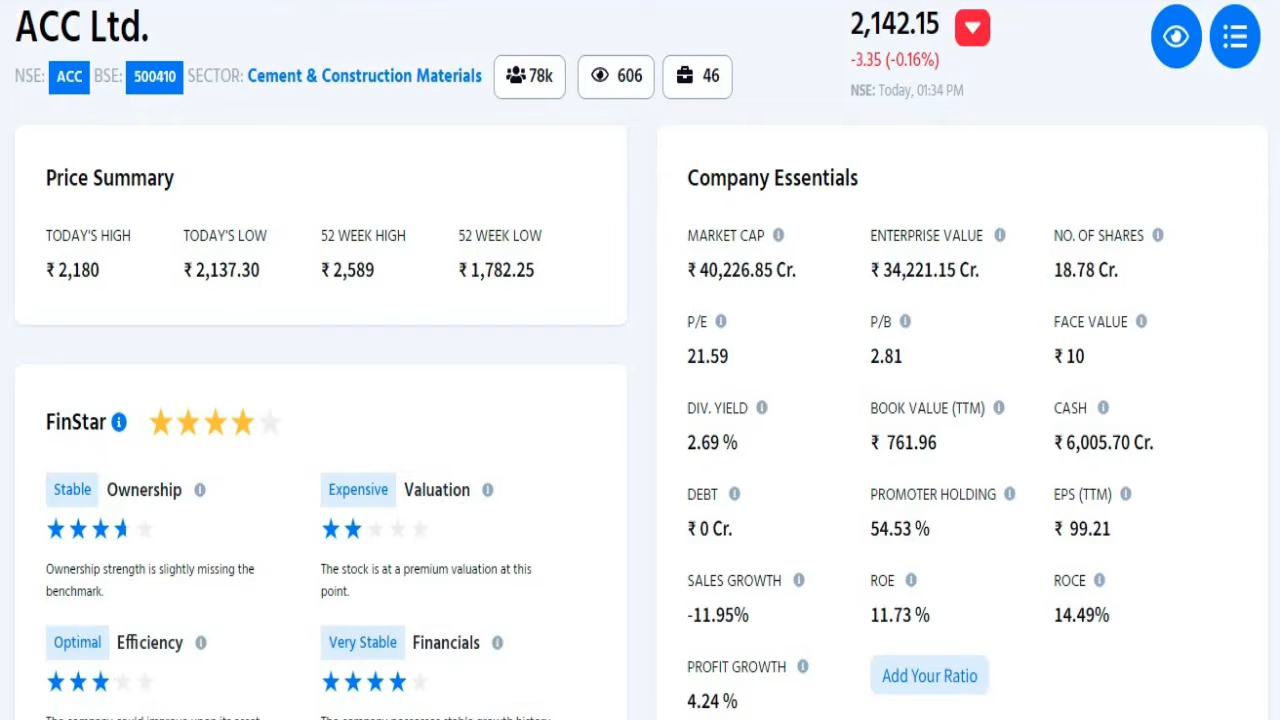 ACC Ltd.
2,142.15
-3.35 (-0.16%)
NSE: ACC BSE: 500410 SECTOR: Cement & Construction Materials 78k 606 46
NSE: Today, 01:34 PM
Price Summary
TODAY'S HIGH TODAY'S LOW 52 WEEK HIGH 52 WEEK LOW
₹ 2,180 ₹ 2,137.30 ₹ 2,589 ₹ 1,782.25
FinStar
Stable Ownership Expensive Valuation
Ownership strength is slightly missing the benchmark.
The stock is at a premium valuation at this point.
Optimal Efficiency Very Stable Financials
Company Essentials
MARKET CAP ENTERPRISE VALUE NO. OF SHARES
₹ 40,226.85 Cr. ₹ 34,221.15 Cr. 18.78 Cr.
P/E P/B FACE VALUE
21.59 2.81 ₹ 10
DIV. YIELD BOOK VALUE (TTM) CASH
2.69 % ₹ 761.96 ₹ 6,005.70 Cr.
DEBT PROMOTER HOLDING EPS (TTM)
₹ 0 Cr. 54.53 % ₹ 99.21
SALES GROWTH ROE ROCE
-11.95% 11.73 % 14.49%
PROFIT GROWTH Add Your Ratio
4.24 %